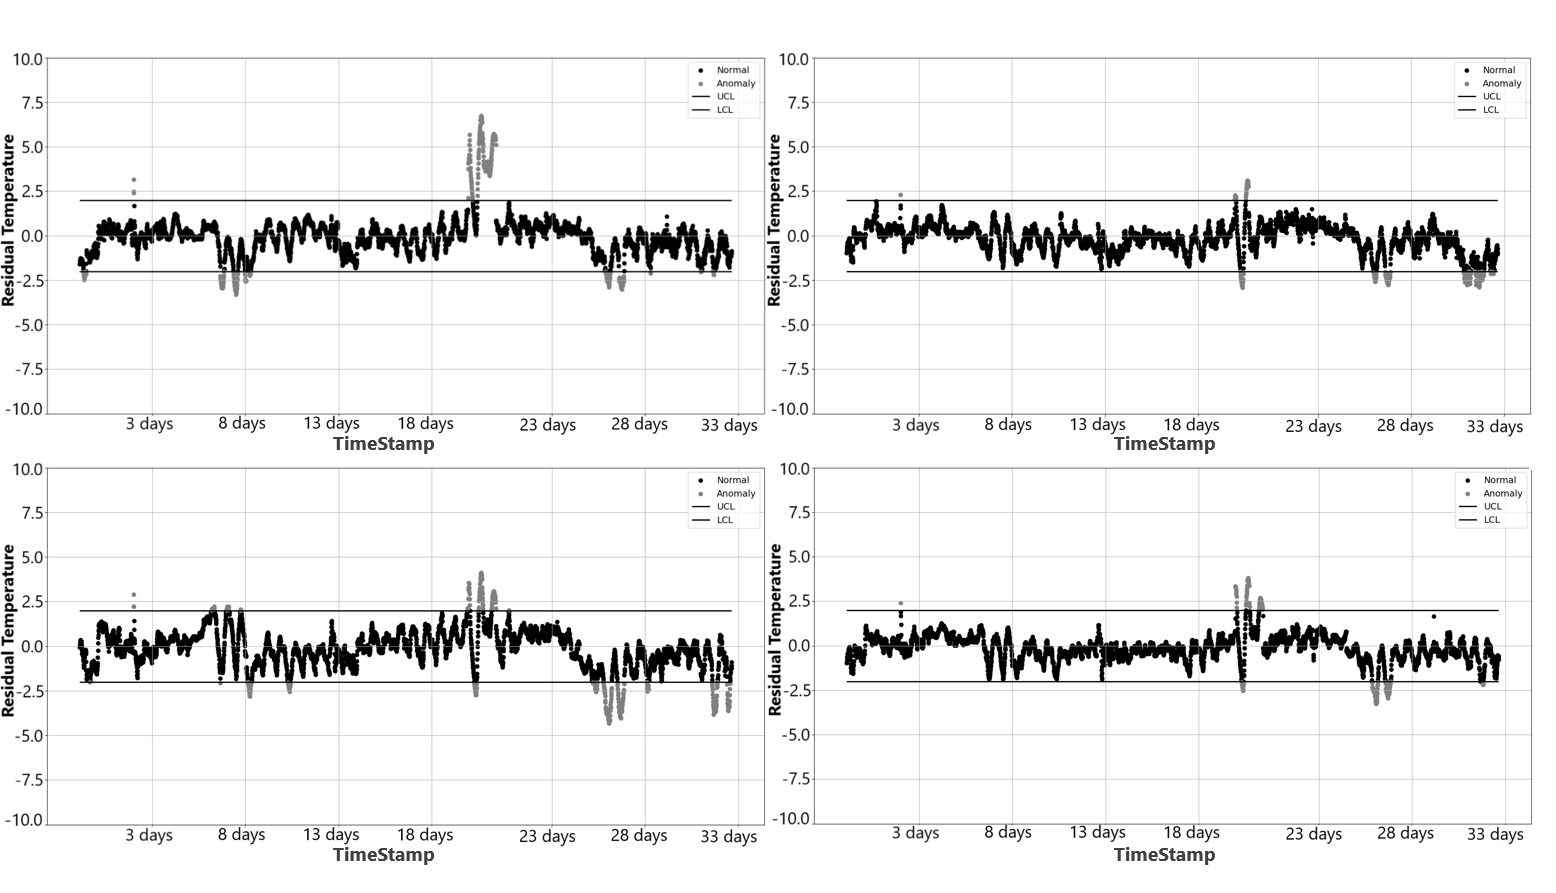 10.0
7.5
5.0
2.5
0.0
-2.5
-5.0
-7.5
-10.0
Residual Temperature
Normal
Anomaly
UCL
LCL
3 days 8 days 13 days 18 days 23 days 28 days 33 days
TimeStamp
10.0
7.5
5.0
2.5
0.0
-2.5
-5.0
-7.5
-10.0
Residual Temperature
Normal
Anomaly
UCL
LCL
3 days 8 days 13 days 18 days 23 days 28 days 33 days
TimeStamp
10.0
7.5
5.0
2.5
0.0
-2.5
-5.0
-7.5
-10.0
Residual Temperature
Normal
Anomaly
UCL
LCL
3 days 8 days 13 days 18 days 23 days 28 days 33 days
TimeStamp
10.0
7.5
5.0
2.5
0.0
-2.5
-5.0
-7.5
-10.0
Residual Temperature
Normal
Anomaly
UCL
LCL
3 days 8 days 13 days 18 days 23 days 28 days 33 days
TimeStamp